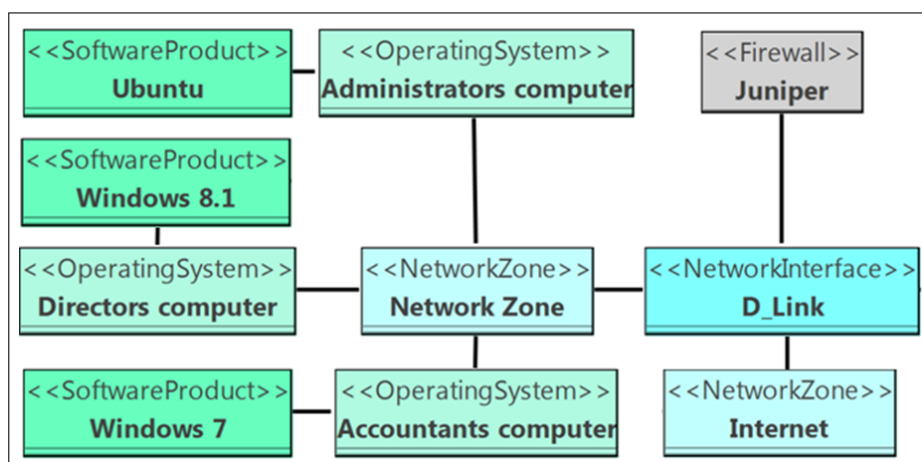 <<SoftwareProduct>>
Ubuntu
<<OperatingSystem>>
Administrators computer
<<Firewall>>
Juniper
<<SoftwareProduct>>
Windows 8.1
<<OperatingSystem>>
Directors computer
<<NetworkZone>>
Network Zone
<<NetworkInterface>>
D_Link
<<SoftwareProduct>>
Windows 7
<<OperatingSystem>>
Accountants computer
<<NetworkZone>>
Internet